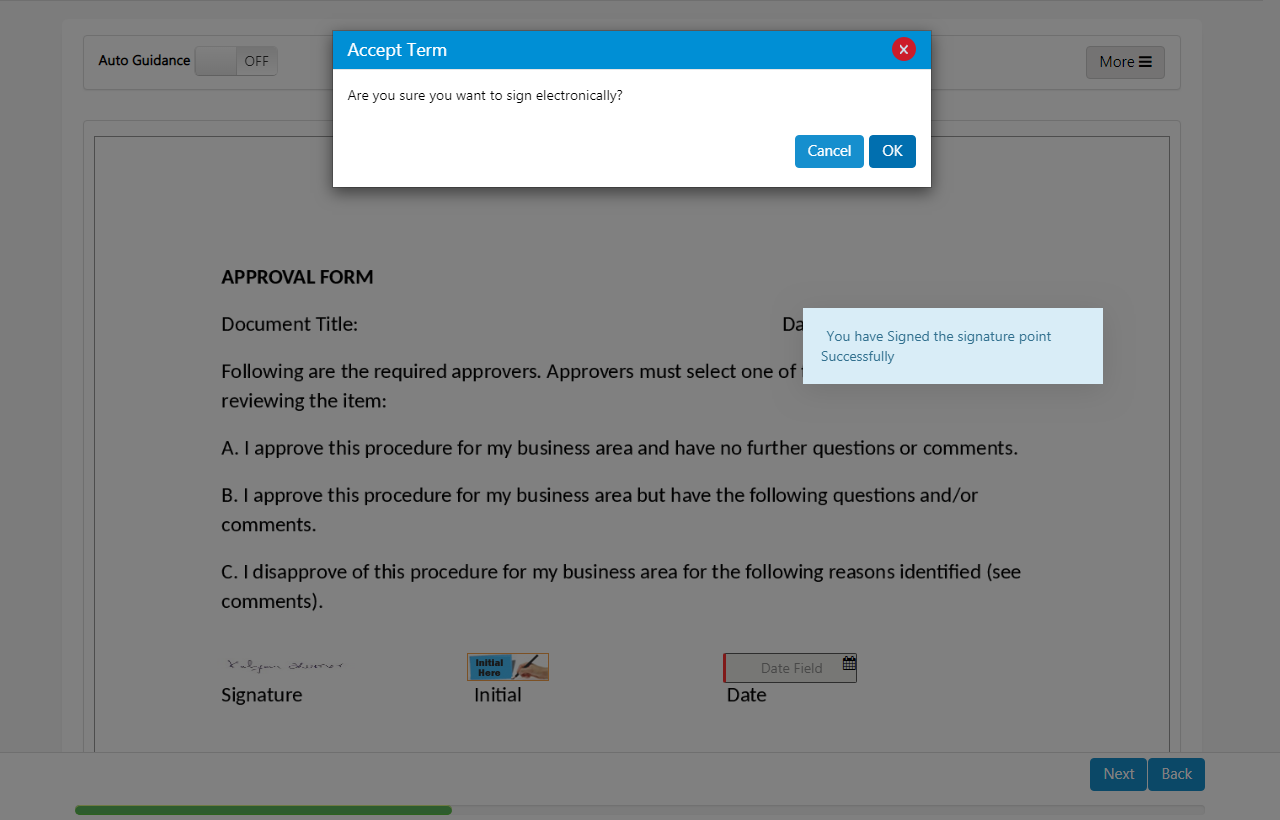 Accept Term
Auto Guidance OFF
More
Are you sure you want to sign electronically?
Cancel OK
APPROVAL FORM
Document Title: Da
You have Signed the signature point
Successfully
Following are the required approvers. Approvers must select one of
reviewing the item:
A. I approve this procedure for my business area and have no further questions or comments.
B. I approve this procedure for my business area but have the following questions and/or
comments.
C. I disapprove of this procedure for my business area for the following reasons identified (see
comments).
Initial
Here
Date Field
Signature Initial Date
Next Back